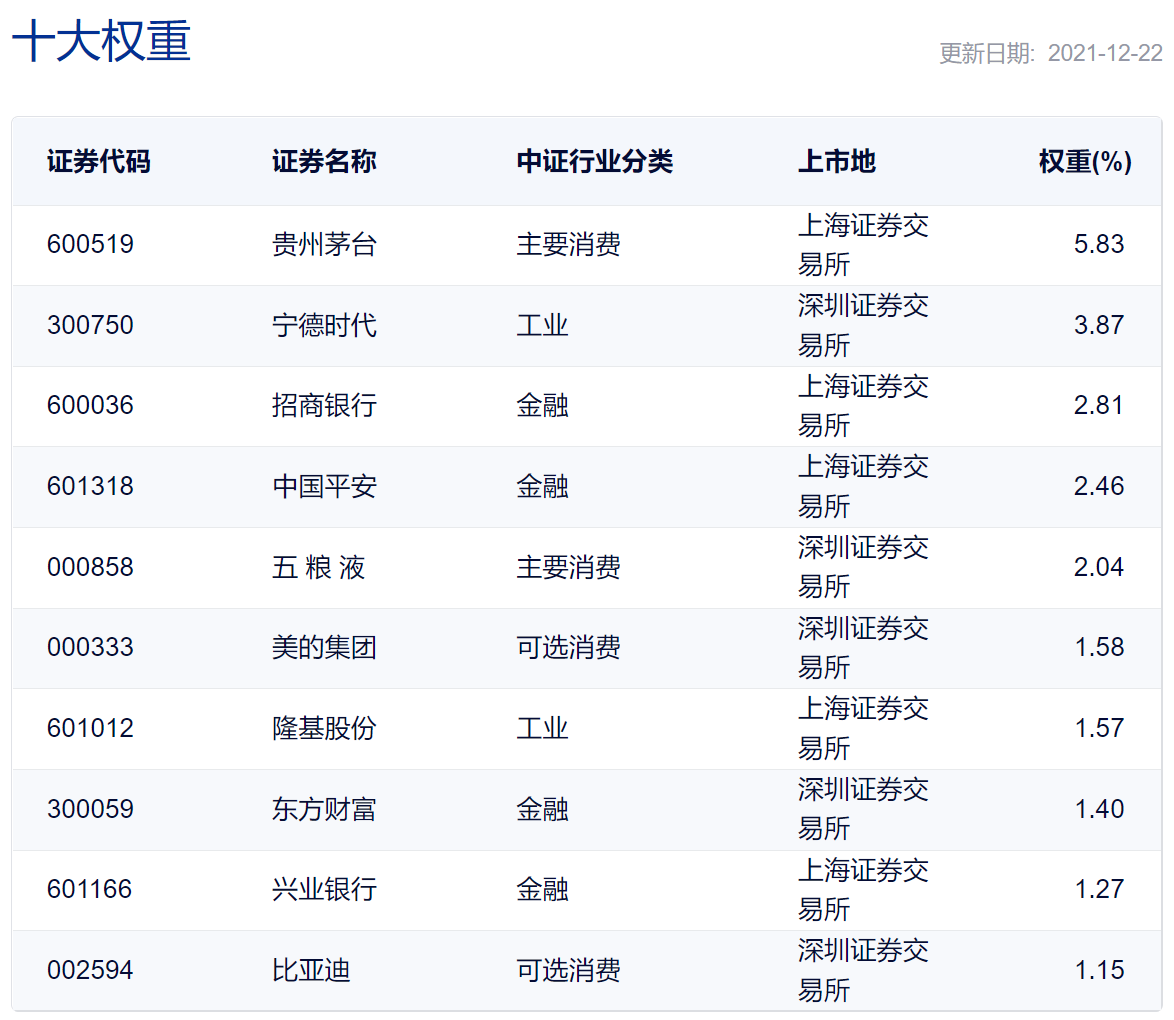 十大权重
更新日期: 2021-12-22
证券代码 证券名称 中证行业分类 上市地 权重(%)
600519 贵州茅台 主要消费 上海证券交 5.83
易所
300750 宁德时代 工业 深圳证券交 3.87
易所
600036 招商银行 金融 上海证券交 2.81
易所
601318 中国平安 金融 上海证券交 2.46
易所
000858 五 粮 液 主要消费 深圳证券交 2.04
易所
000333 美的集团 可选消费 深圳证券交 1.58
易所
601012 隆基股份 工业 上海证券交 1.57
易所
300059 东方财富 金融 深圳证券交 1.40
易所
601166 兴业银行 金融 上海证券交 1.27
易所
002594 比亚迪 可选消费 深圳证券交 1.15
易所